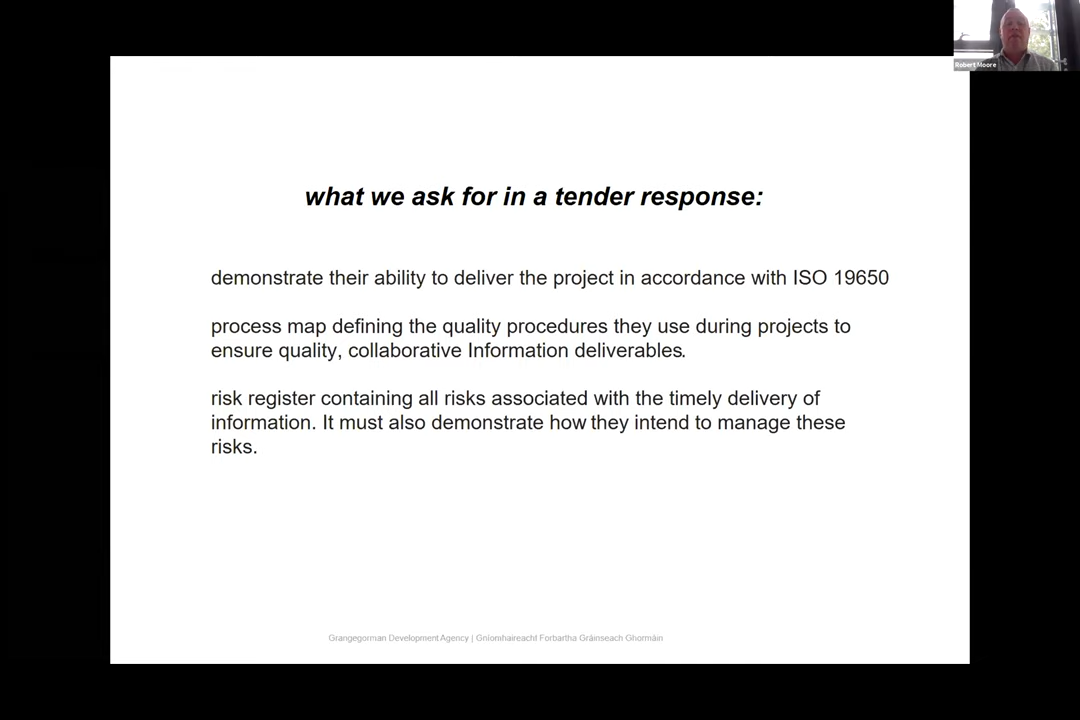 Robert Moore
what we ask for in a tender response:
demonstrate their ability to deliver the project in accordance with ISO 19650
process map defining the quality procedures they use during projects to
ensure quality, collaborative Information deliverables.
risk register containing all risks associated with the timely delivery of
information. It must also demonstrate how they intend to manage these
risks.
Grangegorman Development Agency | Gníomhaireacht Forbartha Ghráinseach Ghormáin